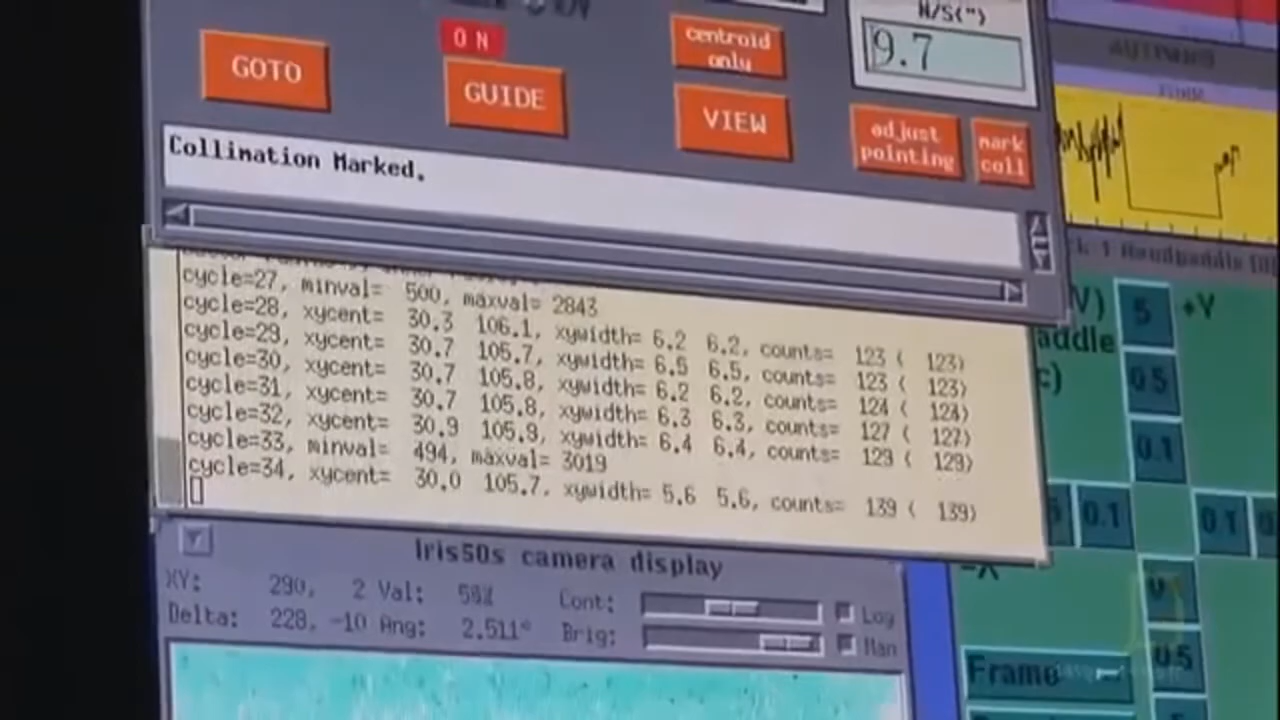 N/S(")
9.7
ON
centroid only
GOTO
GUIDE
VIEW
adjust pointing
mark coll
Collimation Marked.
cycle=27, minval= 500, maxval= 2843
cycle=28, xycent= 30.3 106.1, xywidth= 6.2 6.2, counts= 123 ( 123)
cycle=29, xycent= 30.7 105.7, xywidth= 6.5 6.5, counts= 123 ( 123)
cycle=30, xycent= 30.7 105.8, xywidth= 6.2 6.2, counts= 124 ( 124)
cycle=31, xycent= 30.7 105.8, xywidth= 6.3 6.3, counts= 127 ( 127)
cycle=32, xycent= 30.9 105.9, xywidth= 6.4 6.4, counts= 129 ( 129)
cycle=33, minval= 494, maxval= 3019
cycle=34, xycent= 30.0 105.7, xywidth= 5.6 5.6, counts= 139 ( 139)
Iris50s camera display
XY: 290, 2 Val: 58% Cont: Log
Delta: 228, -10 Ang: 2.511° Brig: Man
5 +Y
0.5
0.1
0.1
0.1
-X
0.5
Frame